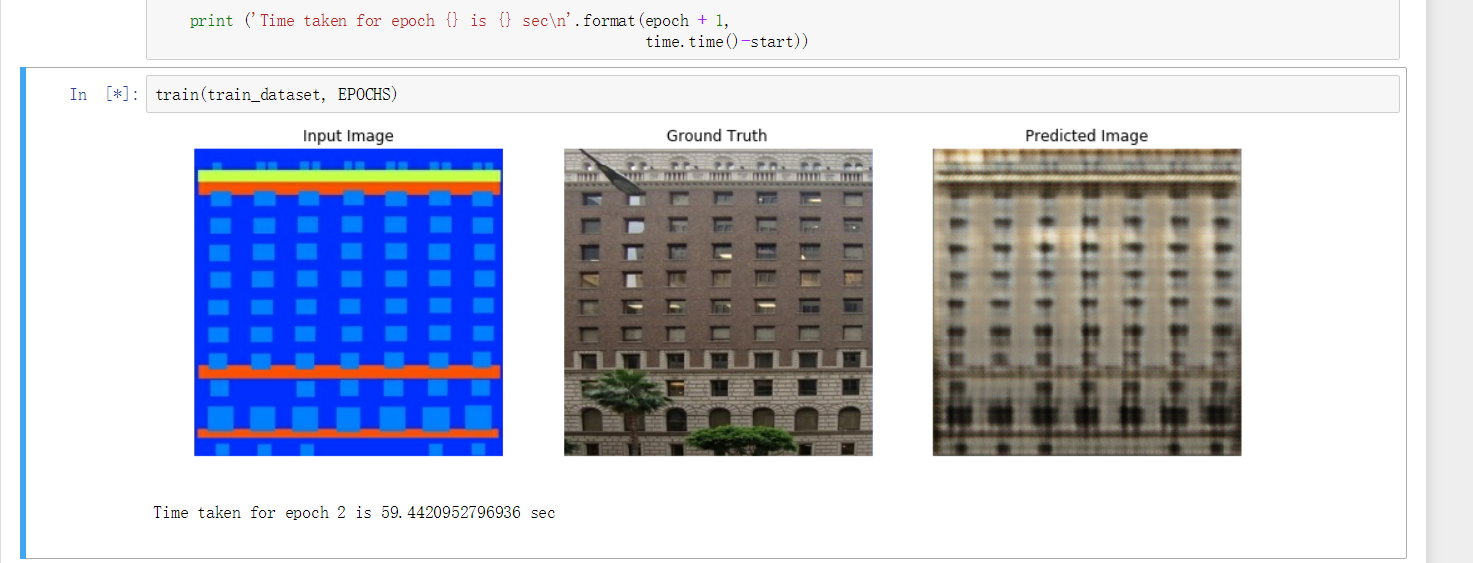 print ('Time taken for epoch {} is {} sec\n'.format(epoch + 1,
time.time()-start))
In [*]: train(train_dataset, EPOCHS)
Input Image Ground Truth Predicted Image
Time taken for epoch 2 is 59.4420952796936 sec